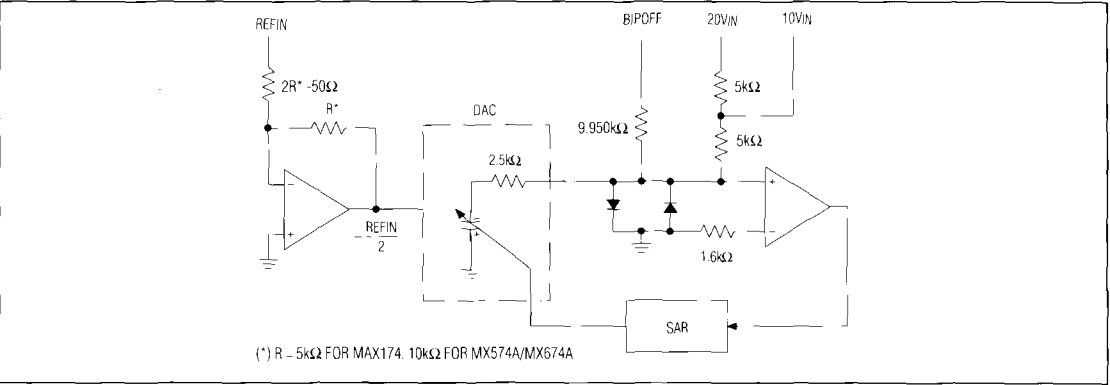 REFIN
BIPOFF
20VIN
10VIN
2R* -50Ω
R*
DAC
9.950kΩ
5kΩ
5kΩ
2.5kΩ
-
+
REFIN
2
+
+
-
1.6kΩ
SAR
(*) R - 5kΩ FOR MAX174. 10kΩ FOR MX574A/MX674A